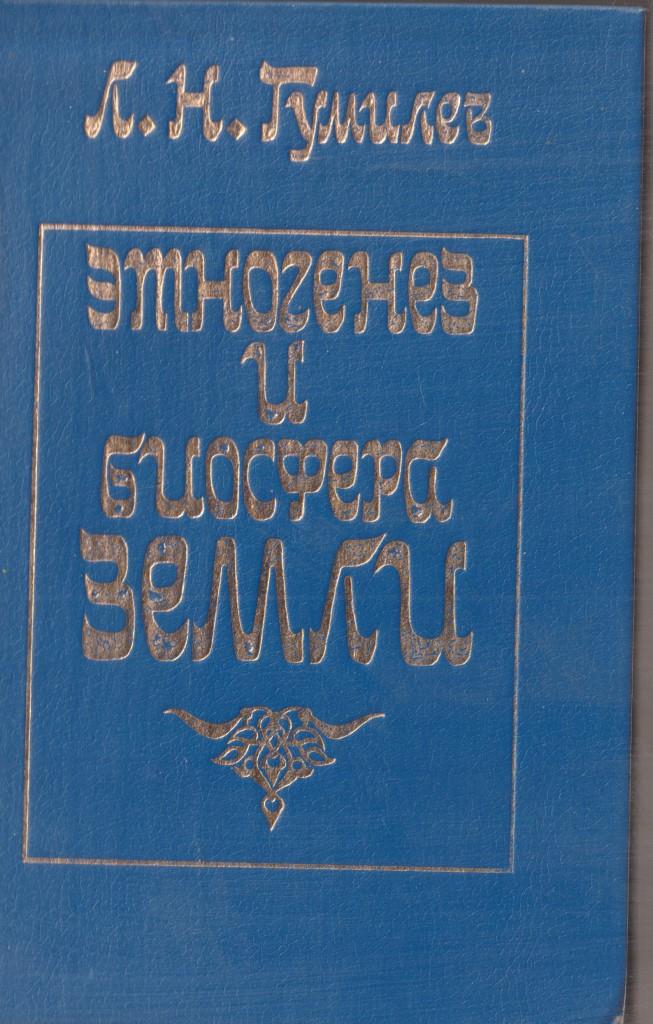 Л. Н. Гумилев
этногенез
и
биосфера
земли